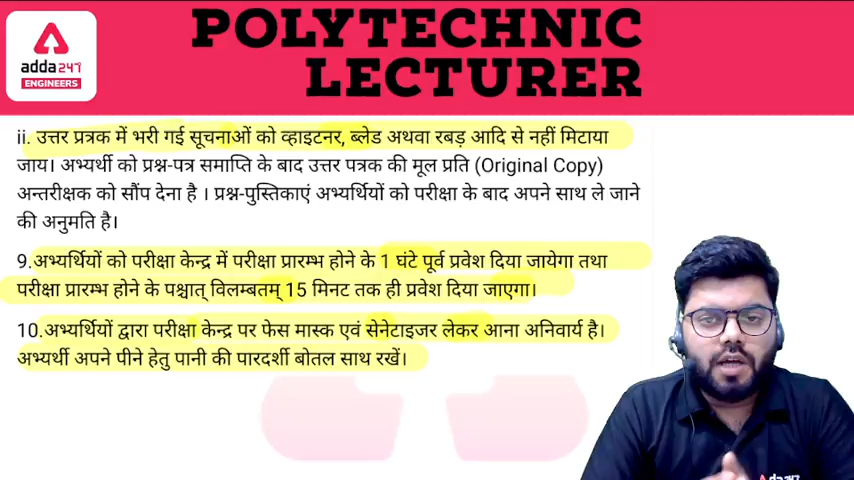 POLYTECHNIC
LECTURER
adda247
ENGINEERS
ii. उत्तर प्रत्रक में भरी गई सूचनाओं को व्हाइटनर, ब्लेड अथवा रबड़ आदि से नहीं मिटाया
जाय। अभ्यर्थी को प्रश्न-पत्र समाप्ति के बाद उत्तर पत्रक की मूल प्रति (Original Copy)
अन्तरीक्षक को सौंप देना है । प्रश्न-पुस्तिकाएं अभ्यर्थियों को परीक्षा के बाद अपने साथ ले जाने
की अनुमति है।
9.अभ्यर्थियों को परीक्षा केन्द्र में परीक्षा प्रारम्भ होने के 1 घंटे पूर्व प्रवेश दिया जायेगा तथा
परीक्षा प्रारम्भ होने के पश्चात् विलम्बतम् 15 मिनट तक ही प्रवेश दिया जाएगा।
10.अभ्यर्थियों द्वारा परीक्षा केन्द्र पर फेस मास्क एवं सेनेटाइजर लेकर आना अनिवार्य है।
अभ्यर्थी अपने पीने हेतु पानी की पारदर्शी बोतल साथ रखें।
adda247